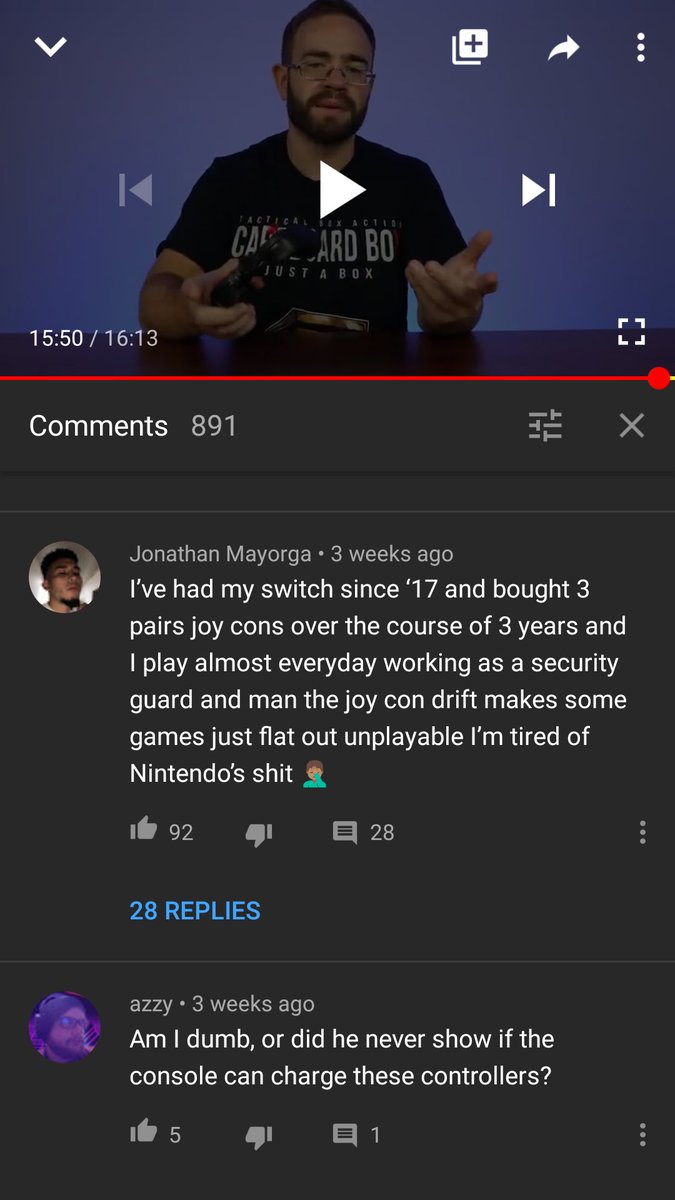 TACTICAL BOX ACTION
CARDBOARD BO
JUST A BOX
15:50 / 16:13
Comments 891
Jonathan Mayorga • 3 weeks ago
I’ve had my switch since ‘17 and bought 3
pairs joy cons over the course of 3 years and
I play almost everyday working as a security
guard and man the joy con drift makes some
games just flat out unplayable I’m tired of
Nintendo’s shit 🤦🏽‍♂️
92 28
28 REPLIES
azzy • 3 weeks ago
Am I dumb, or did he never show if the
console can charge these controllers?
5 1